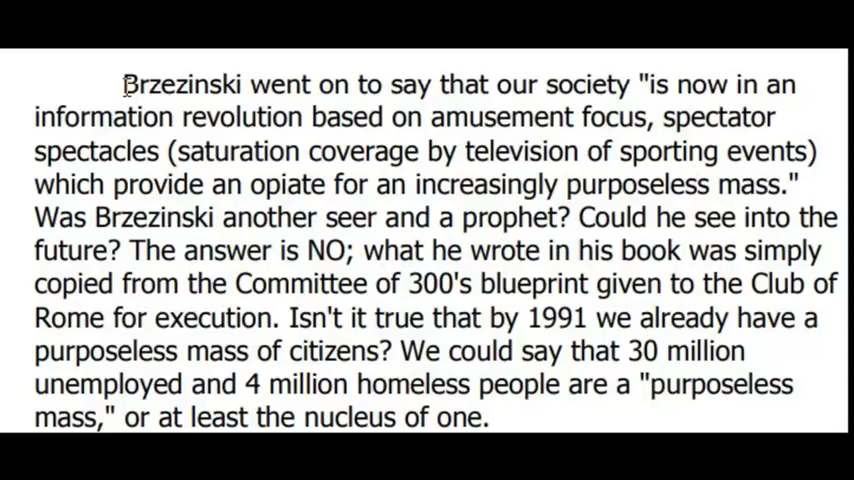 Brzezinski went on to say that our society "is now in an
information revolution based on amusement focus, spectator
spectacles (saturation coverage by television of sporting events)
which provide an opiate for an increasingly purposeless mass."
Was Brzezinski another seer and a prophet? Could he see into the
future? The answer is NO; what he wrote in his book was simply
copied from the Committee of 300's blueprint given to the Club of
Rome for execution. Isn't it true that by 1991 we already have a
purposeless mass of citizens? We could say that 30 million
unemployed and 4 million homeless people are a "purposeless
mass," or at least the nucleus of one.